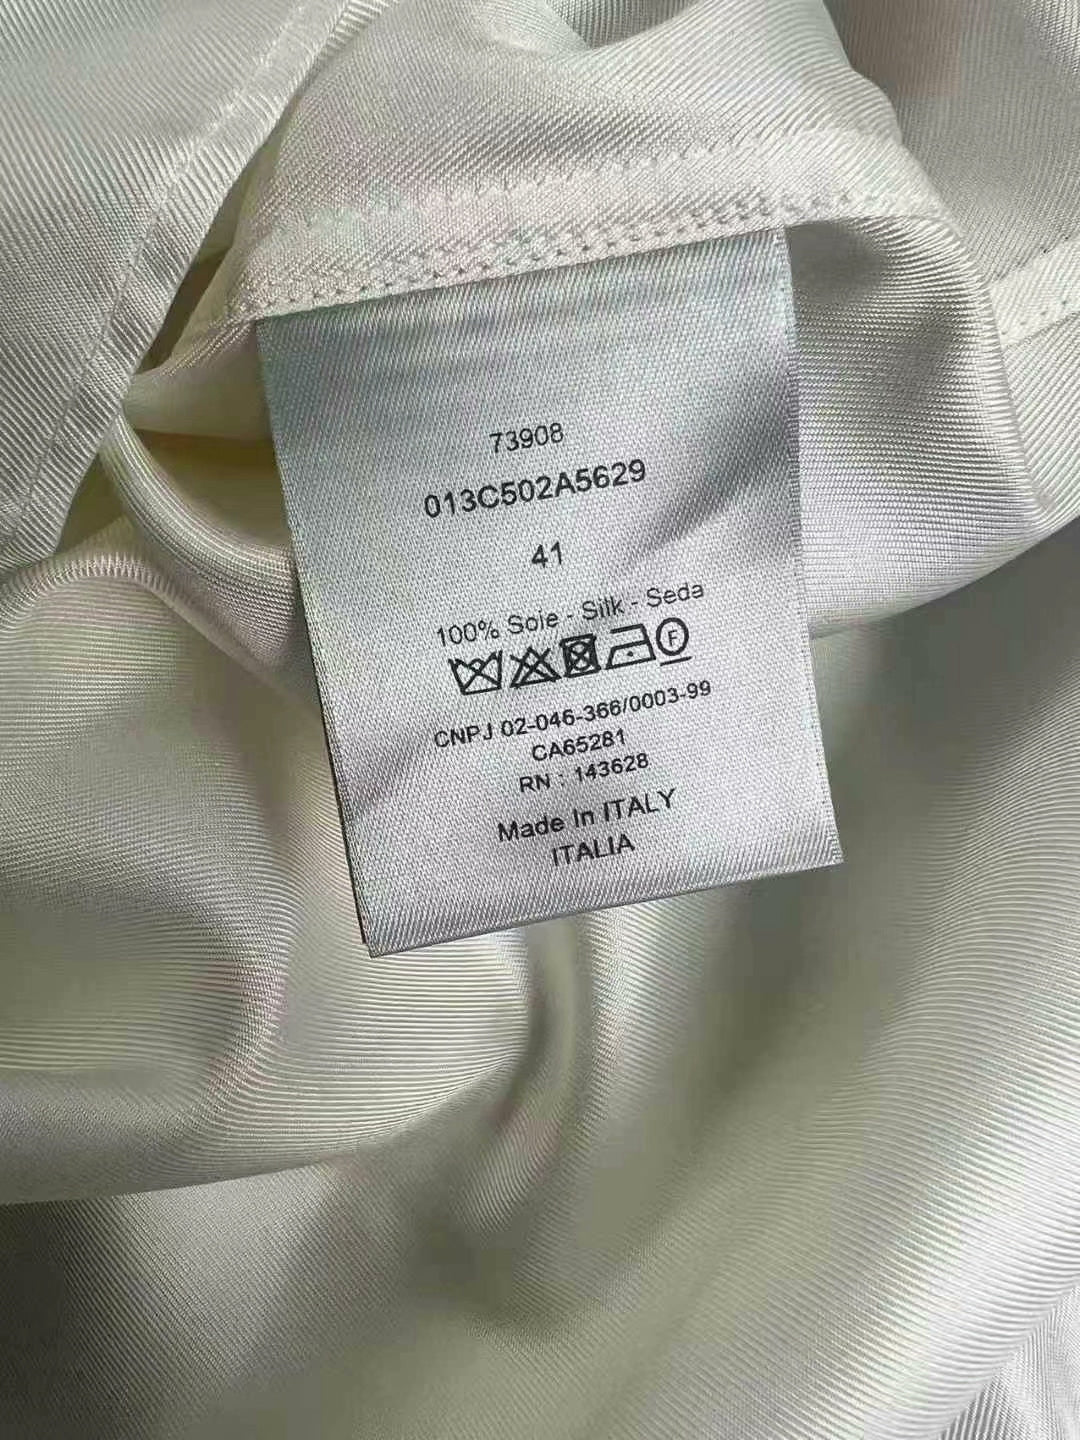 73908
013C502A5629
41
100% Soie - Silk - Seda
F
CNPJ 02-046-366/0003-99
CA65281
RN : 143628
Made In ITALY
ITALIA